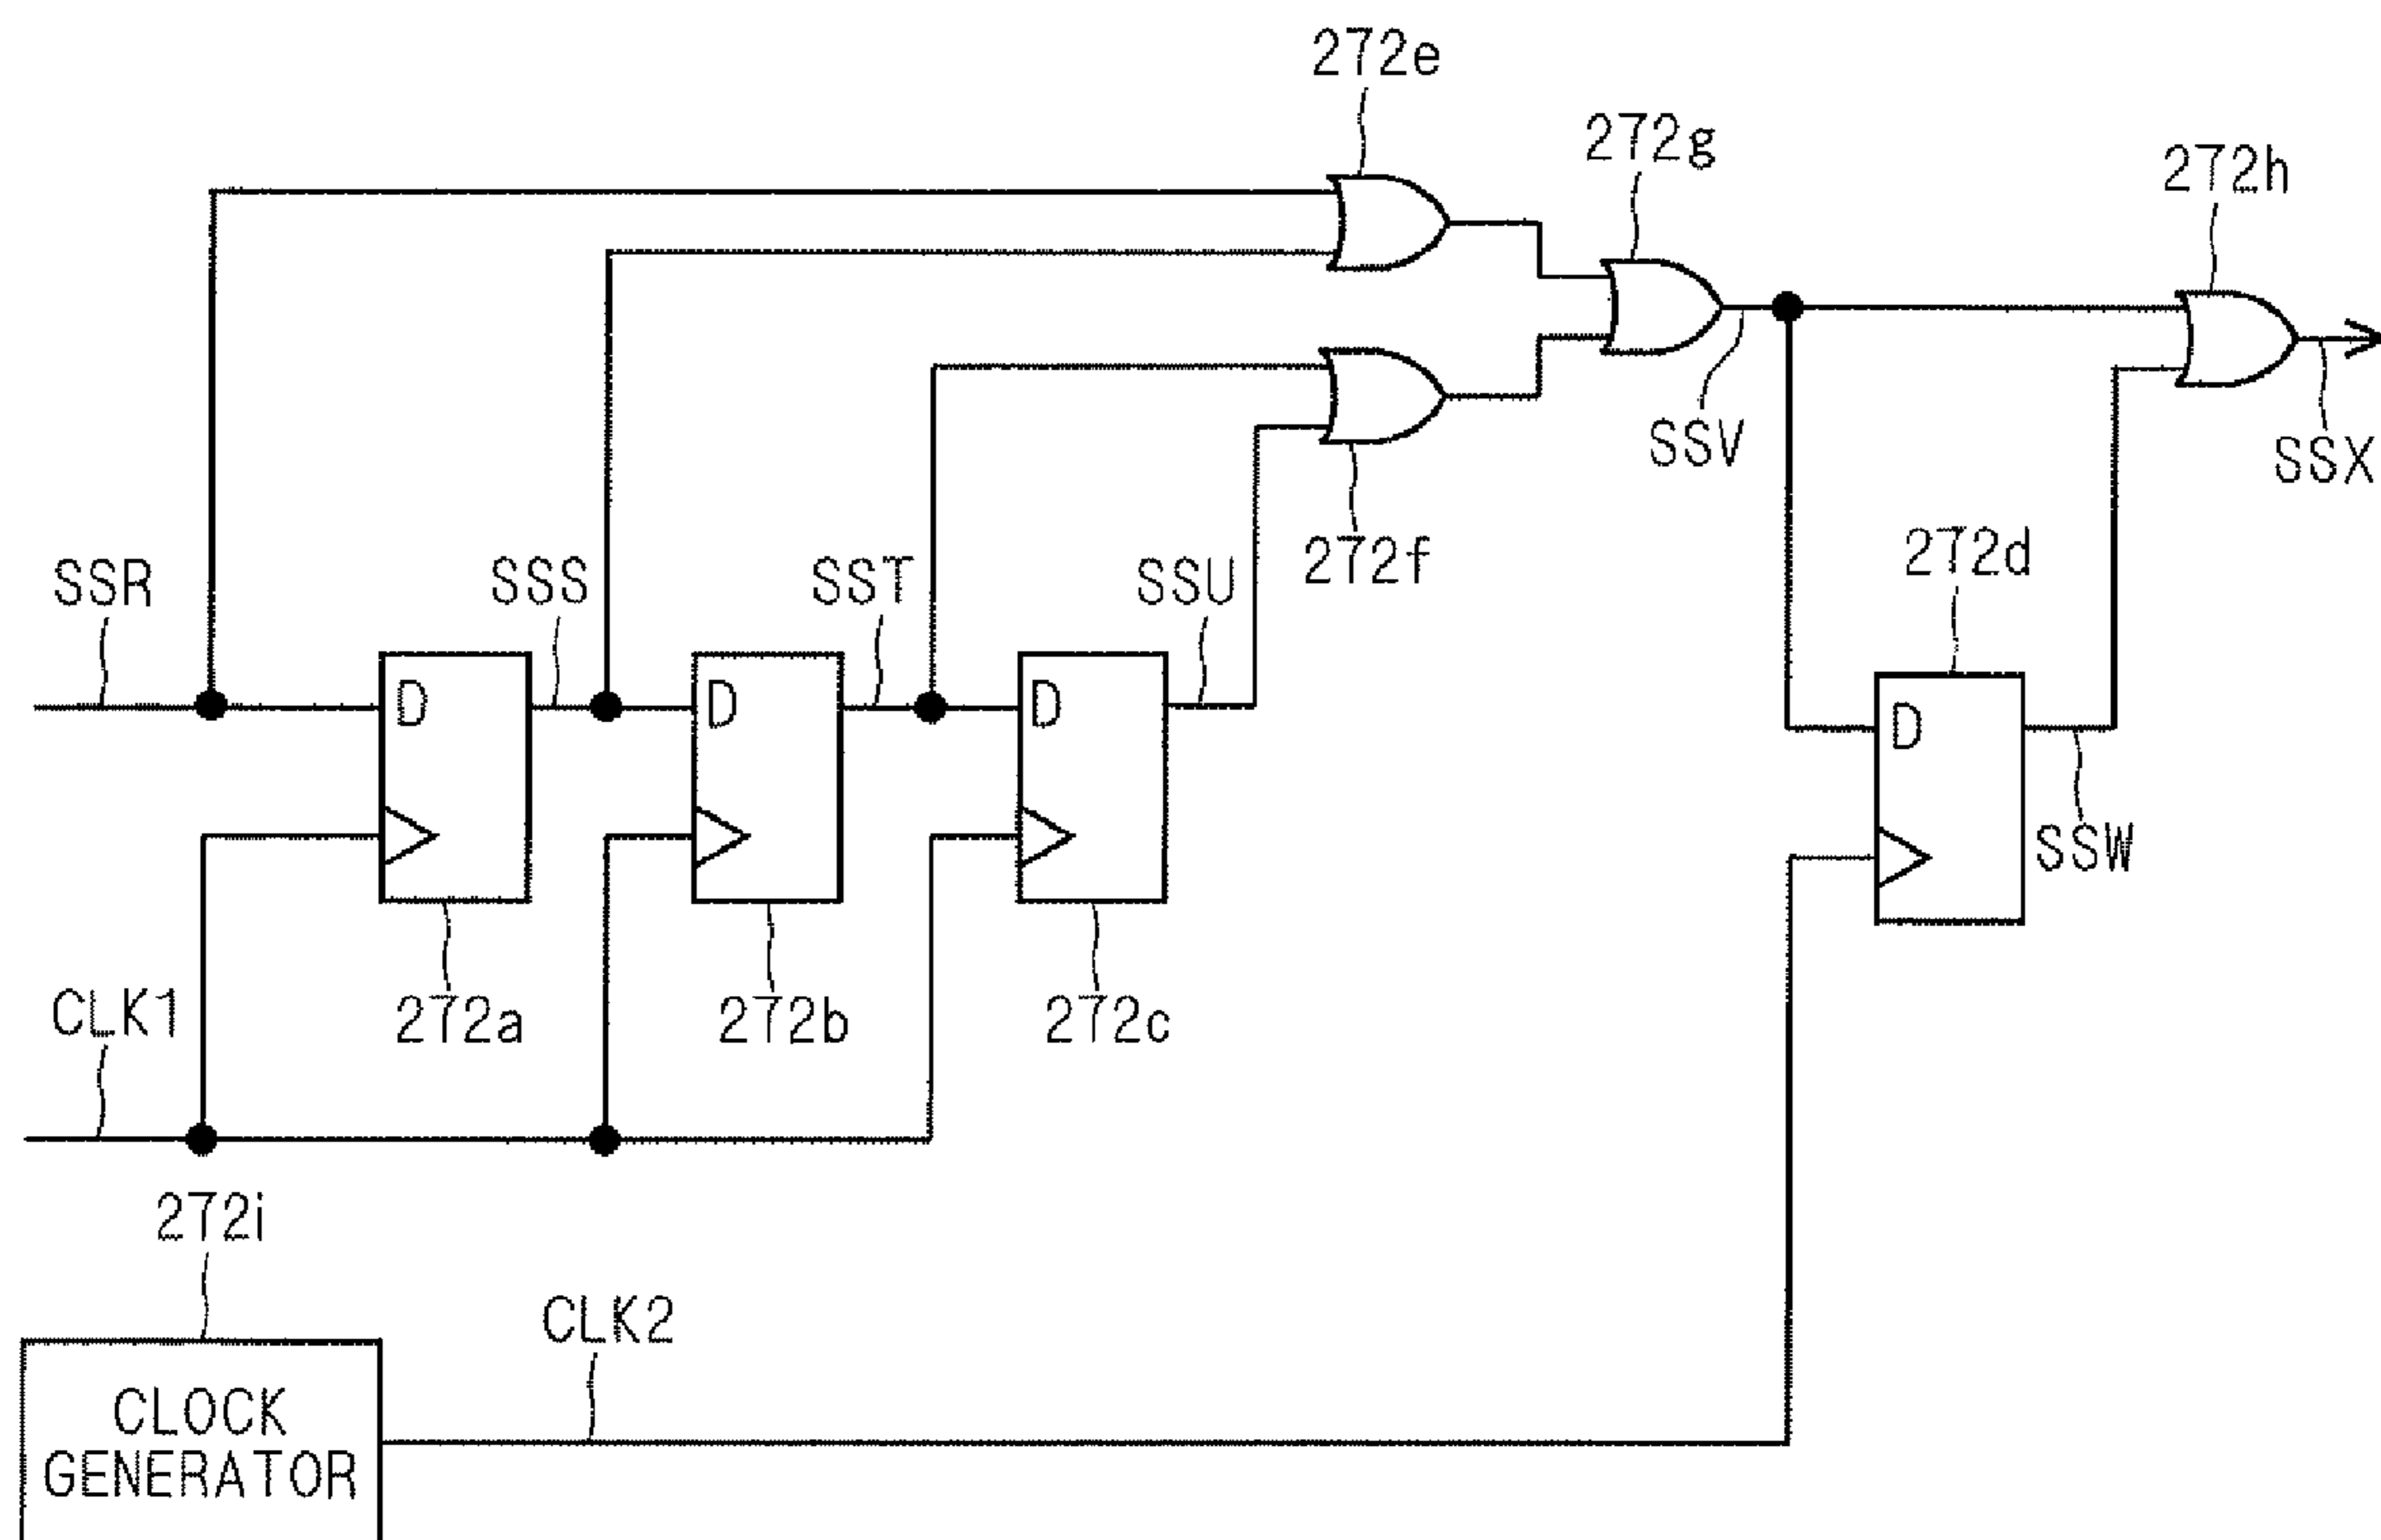 272e
272g
272h
SSV
SSX
272f
272d
SSR
SSS
SST
SSU
D
D
D
D
SSW
CLK1
272a
272b
272c
272i
CLK2
CLOCK
GENERATOR